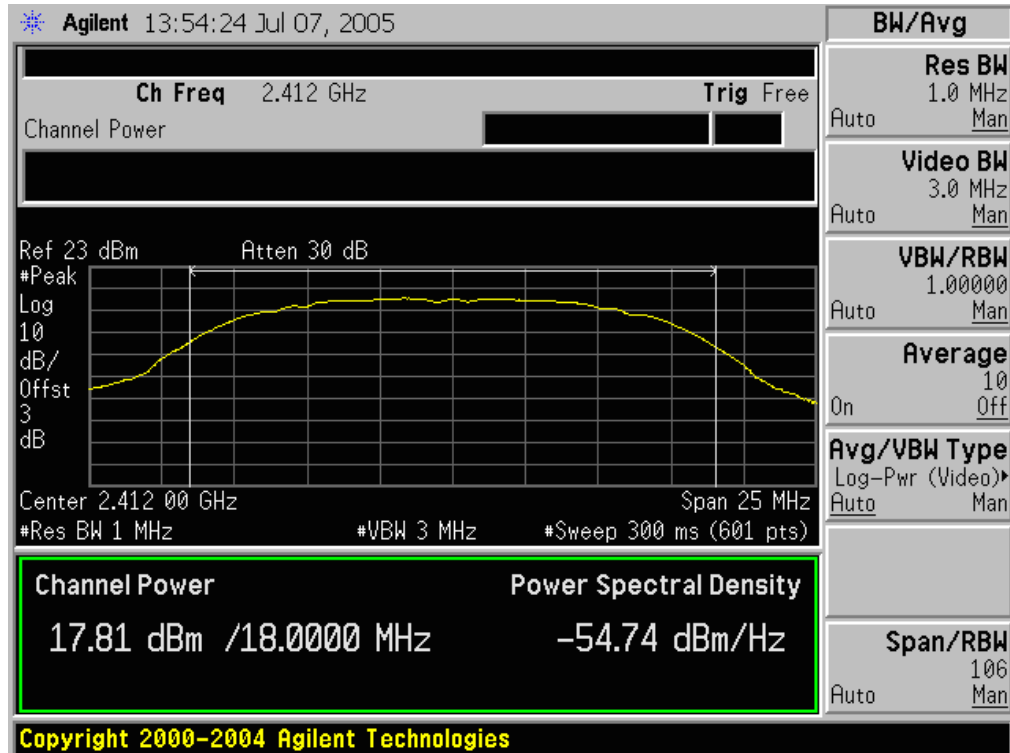 Agilent 13:54:24 Jul 07, 2005
Ch Freq 2.412 GHz Trig Free
Channel Power
Ref 23 dBm Atten 30 dB
#Peak
Log
10
dB/
Offst
3
dB
Center 2.412 00 GHz Span 25 MHz
#Res BW 1 MHz #VBW 3 MHz #Sweep 300 ms (601 pts)
Channel Power Power Spectral Density
17.81 dBm /18.0000 MHz -54.74 dBm/Hz
Copyright 2000-2004 Agilent Technologies
BW/Avg
Res BW
1.0 MHz
Auto Man
Video BW
3.0 MHz
Auto Man
VBW/RBW
1.00000
Auto Man
Average
10
On Off
Avg/VBW Type
Log-Pwr (Video)
Auto Man
Span/RBW
106
Auto Man